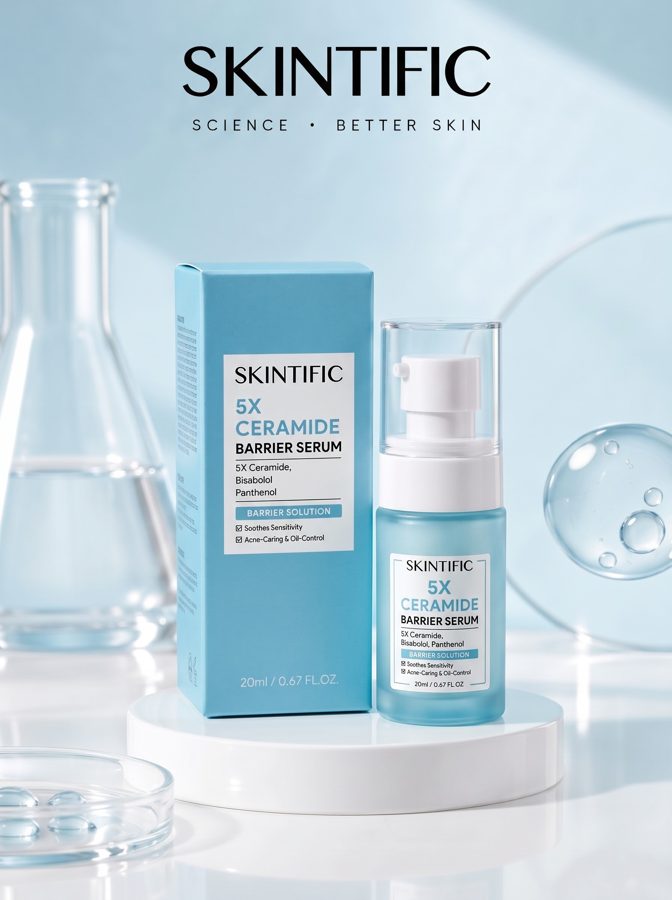 SKINTIFIC
SCIENCE • BETTER SKIN
SKINTIFIC
5X
CERAMIDE
BARRIER SERUM
5X Ceramide,
Bisabolol
Panthenol
BARRIER SOLUTION
☑ Soothes Sensitivity
☑ Acne-Caring & Oil-Control
20ml / 0.67 FL.OZ.
SKINTIFIC
5X
CERAMIDE
BARRIER SERUM
5X Ceramide,
Bisabolol, Panthenol
BARRIER SOLUTION
☑ Soothes Sensitivity
☑ Acne-Caring & Oil-Control
20ml / 0.67 FL.OZ